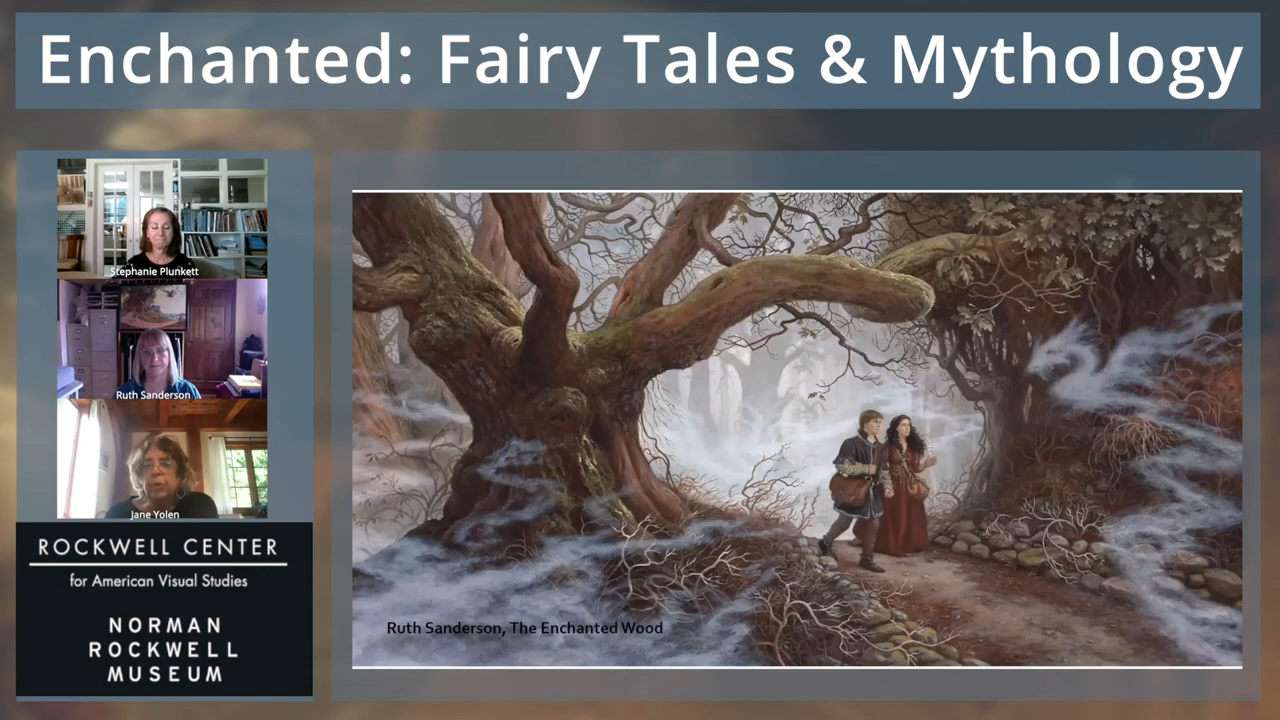 Enchanted: Fairy Tales & Mythology
Stephanie Plunkett
Ruth Sanderson
Jane Yolen
ROCKWELL CENTER
for American Visual Studies
NORMAN
ROCKWELL
MUSEUM
Ruth Sanderson, The Enchanted Wood